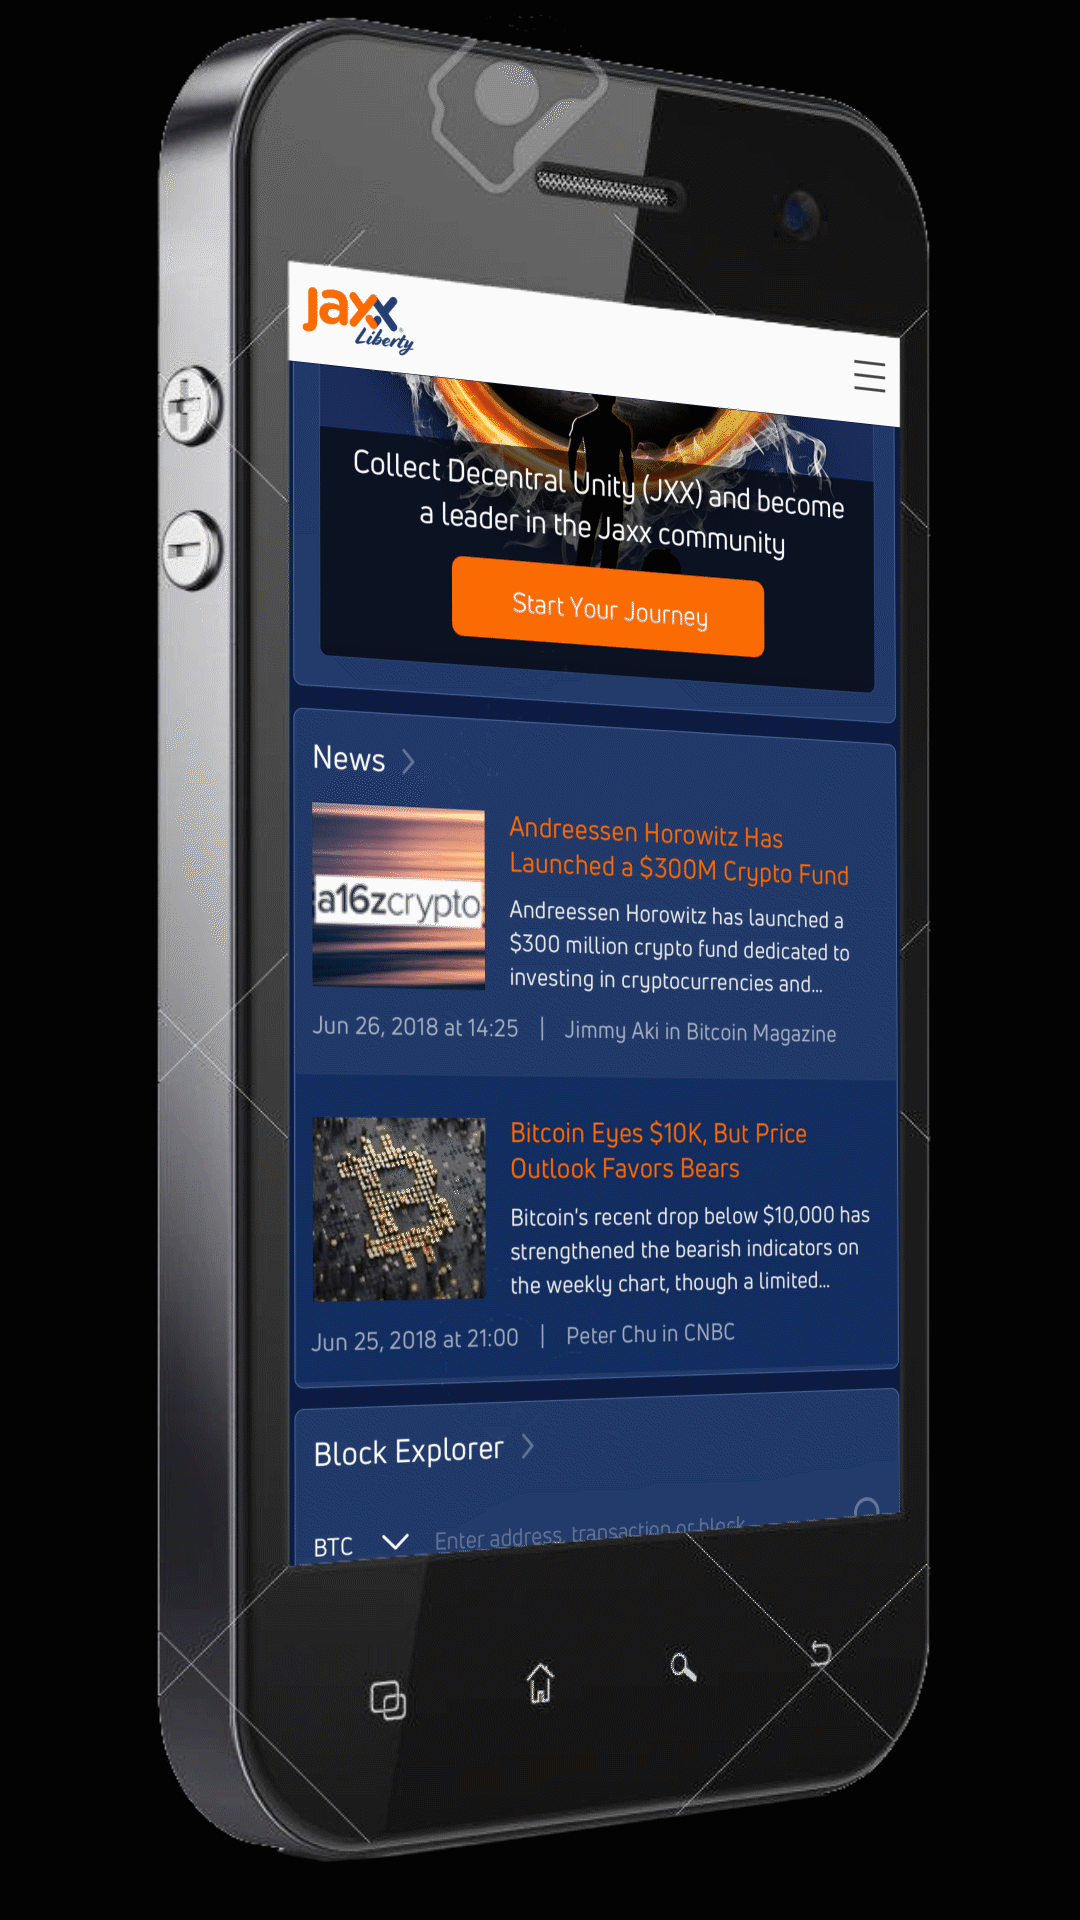 Jaxx
Liberty
Collect Decentral Unity (JXX) and become
a leader in the Jaxx community
Start Your Journey
News
a16zcrypto
Andreessen Horowitz Has
Launched a $300M Crypto Fund
Andreessen Horowitz has launched a
$300 million crypto fund dedicated to
investing in cryptocurrencies and...
Jun 26, 2018 at 14:25 | Jimmy Aki in Bitcoin Magazine
Bitcoin Eyes $10K, But Price
Outlook Favors Bears
Bitcoin's recent drop below $10,000 has
strengthened the bearish indicators on
the weekly chart, though a limited...
Jun 25, 2018 at 21:00 | Peter Chu in CNBC
Block Explorer
BTC Enter address, transaction or block